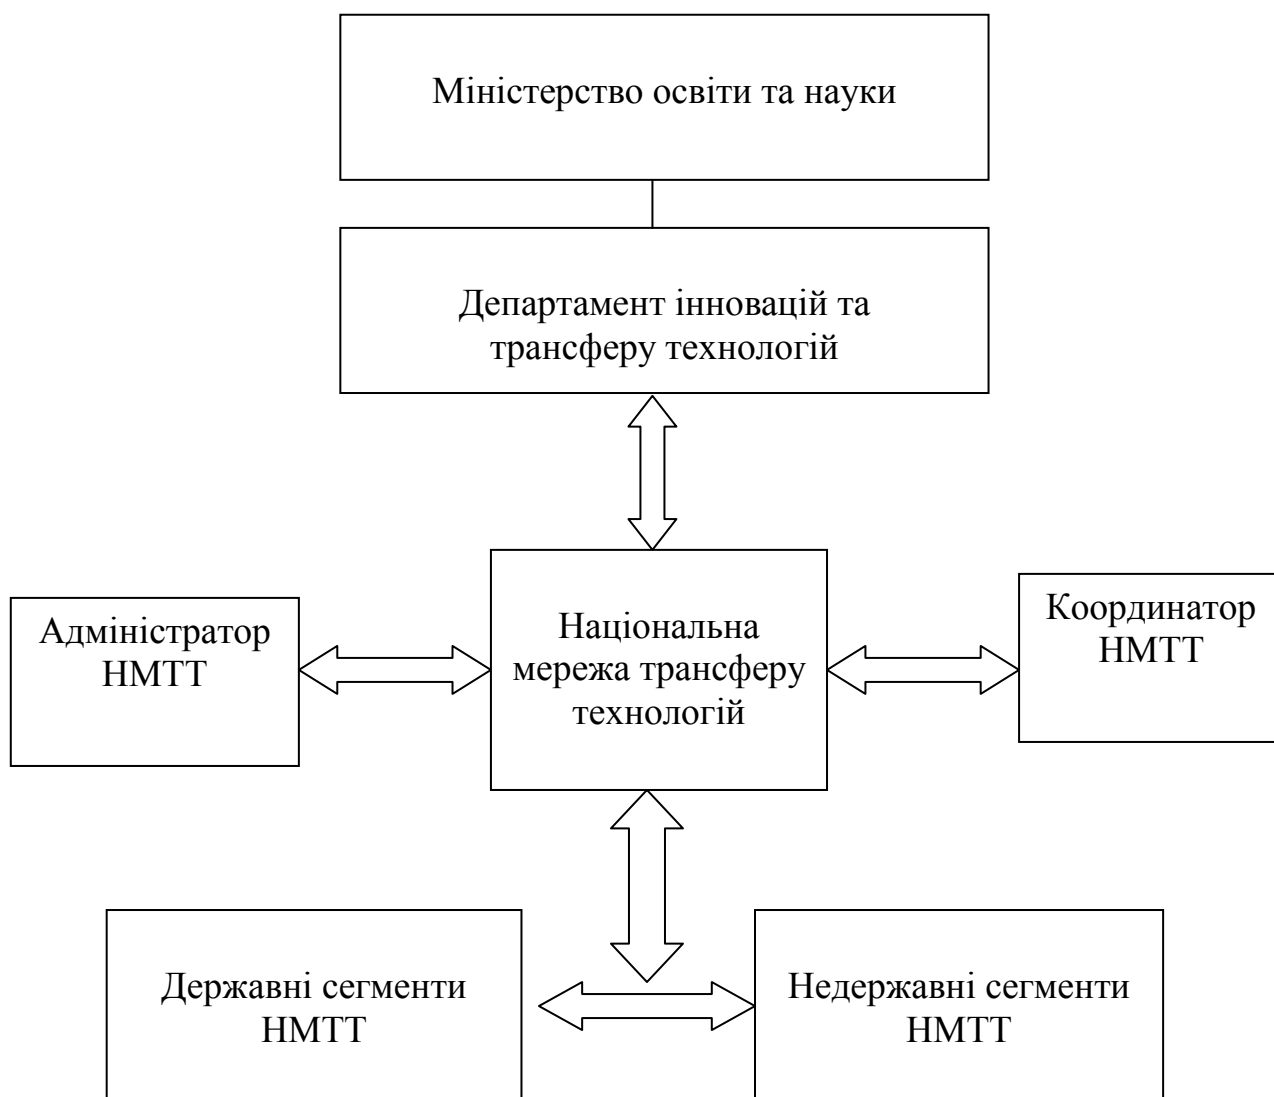 Міністерство освіти та науки
Департамент інновацій та
трансферу технологій
Адміністратор
НМТТ
Національна
мережа трансферу
технологій
Координатор
НМТТ
Державні сегменти
НМТТ
Недержавні сегменти
НМТТ